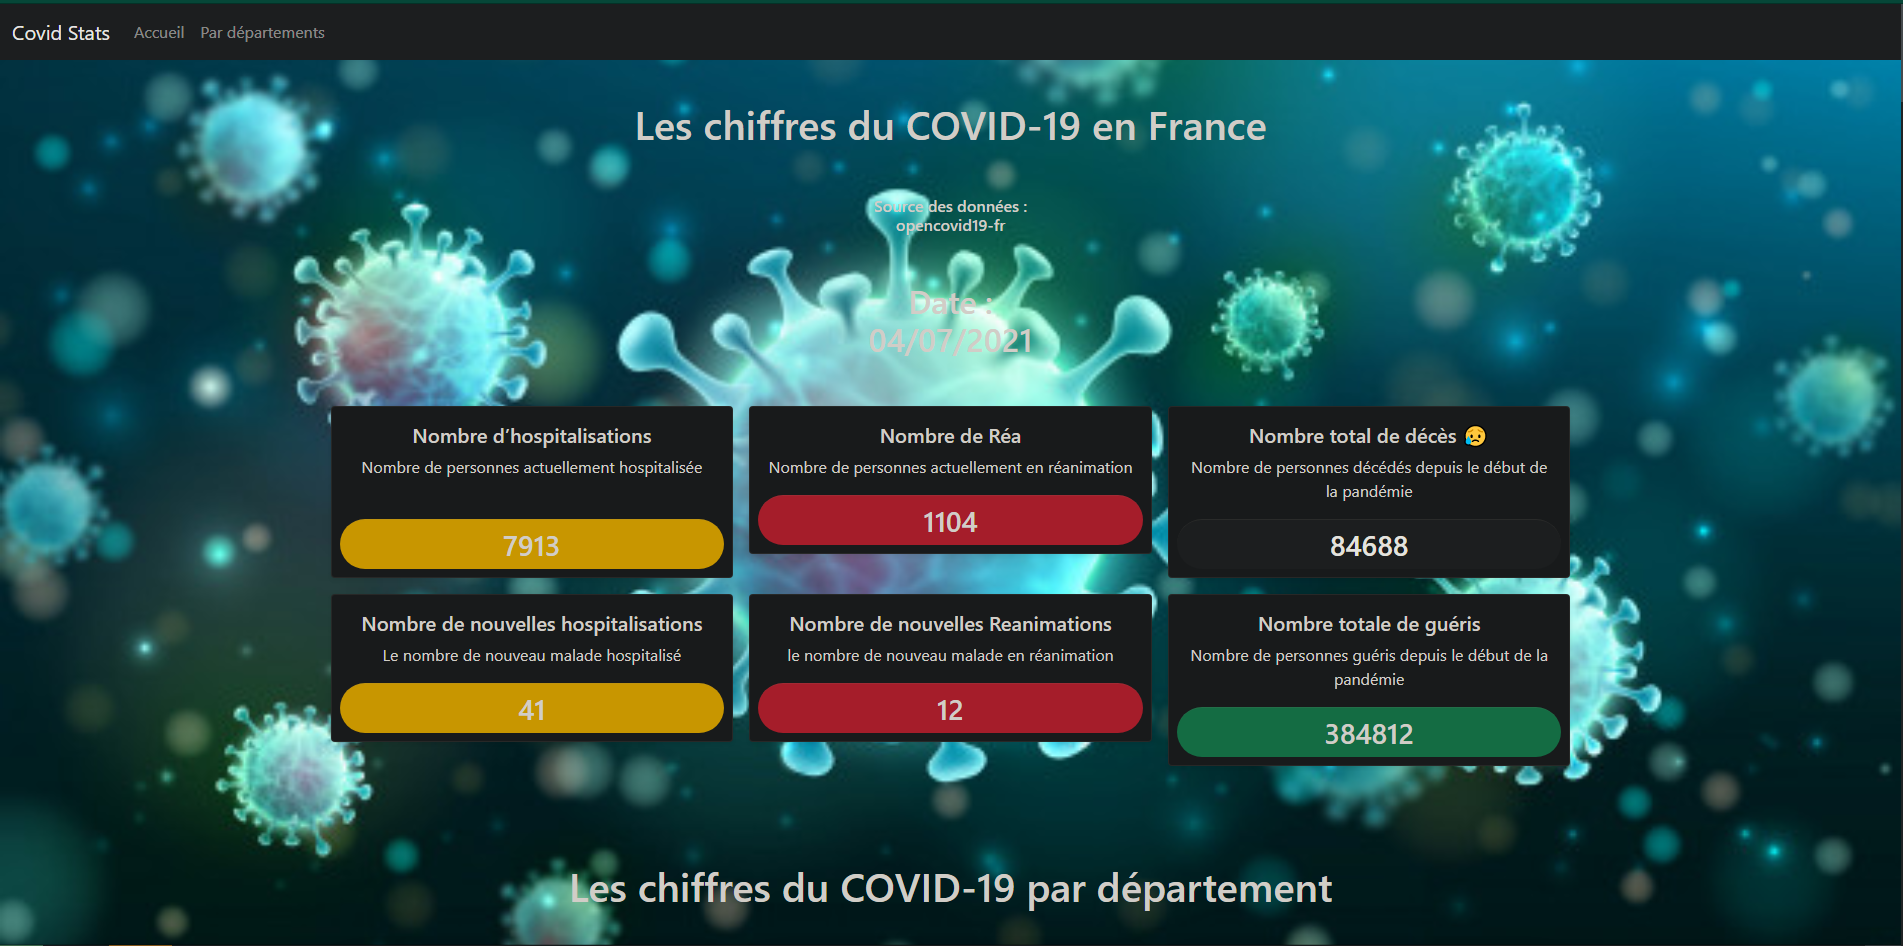 Covid Stats Accueil Par départements
Les chiffres du COVID-19 en France
Source des données :
opencovid19-fr
Date :
04/07/2021
Nombre d’hospitalisations
Nombre de personnes actuellement hospitalisée
7913
Nombre de Réa
Nombre de personnes actuellement en réanimation
1104
Nombre total de décès 😥
Nombre de personnes décédés depuis le début de
la pandémie
84688
Nombre de nouvelles hospitalisations
Le nombre de nouveau malade hospitalisé
41
Nombre de nouvelles Reanimations
le nombre de nouveau malade en réanimation
12
Nombre totale de guéris
Nombre de personnes guéris depuis le début de la
pandémie
384812
Les chiffres du COVID-19 par département